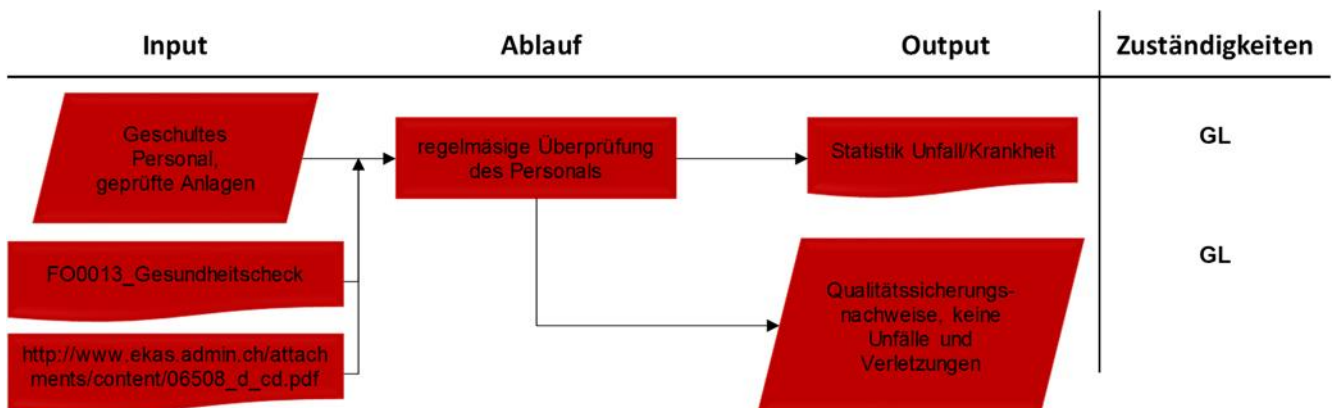 Input
Ablauf
Output
Zuständigkeiten
Geschultes
Personal,
geprüfte Anlagen
regelmäsige Überprüfung
des Personals
Statistik Unfall/Krankheit
GL
FO0013_Gesundheitscheck
http://www.ekas.admin.ch/attach
ments/content/06508_d_cd.pdf
Qualitätssicherungs-
nachweise, keine
Unfälle und
Verletzungen
GL